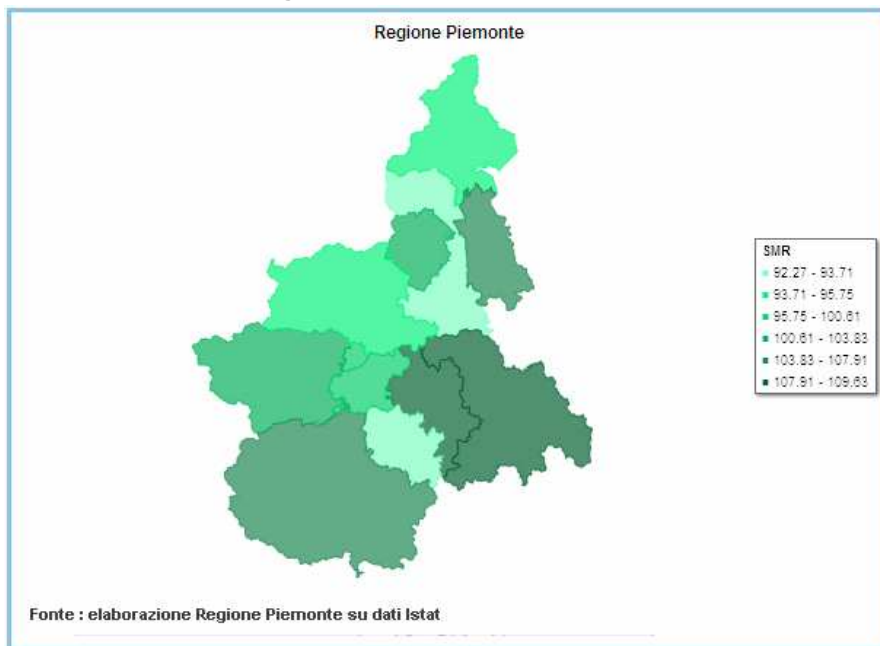 Regione Piemonte
SMR
92.27 - 93.71
93.71 - 95.75
95.75 - 100.61
100.61 - 103.83
103.83 - 107.91
107.91 - 109.63
Fonte : elaborazione Regione Piemonte su dati Istat